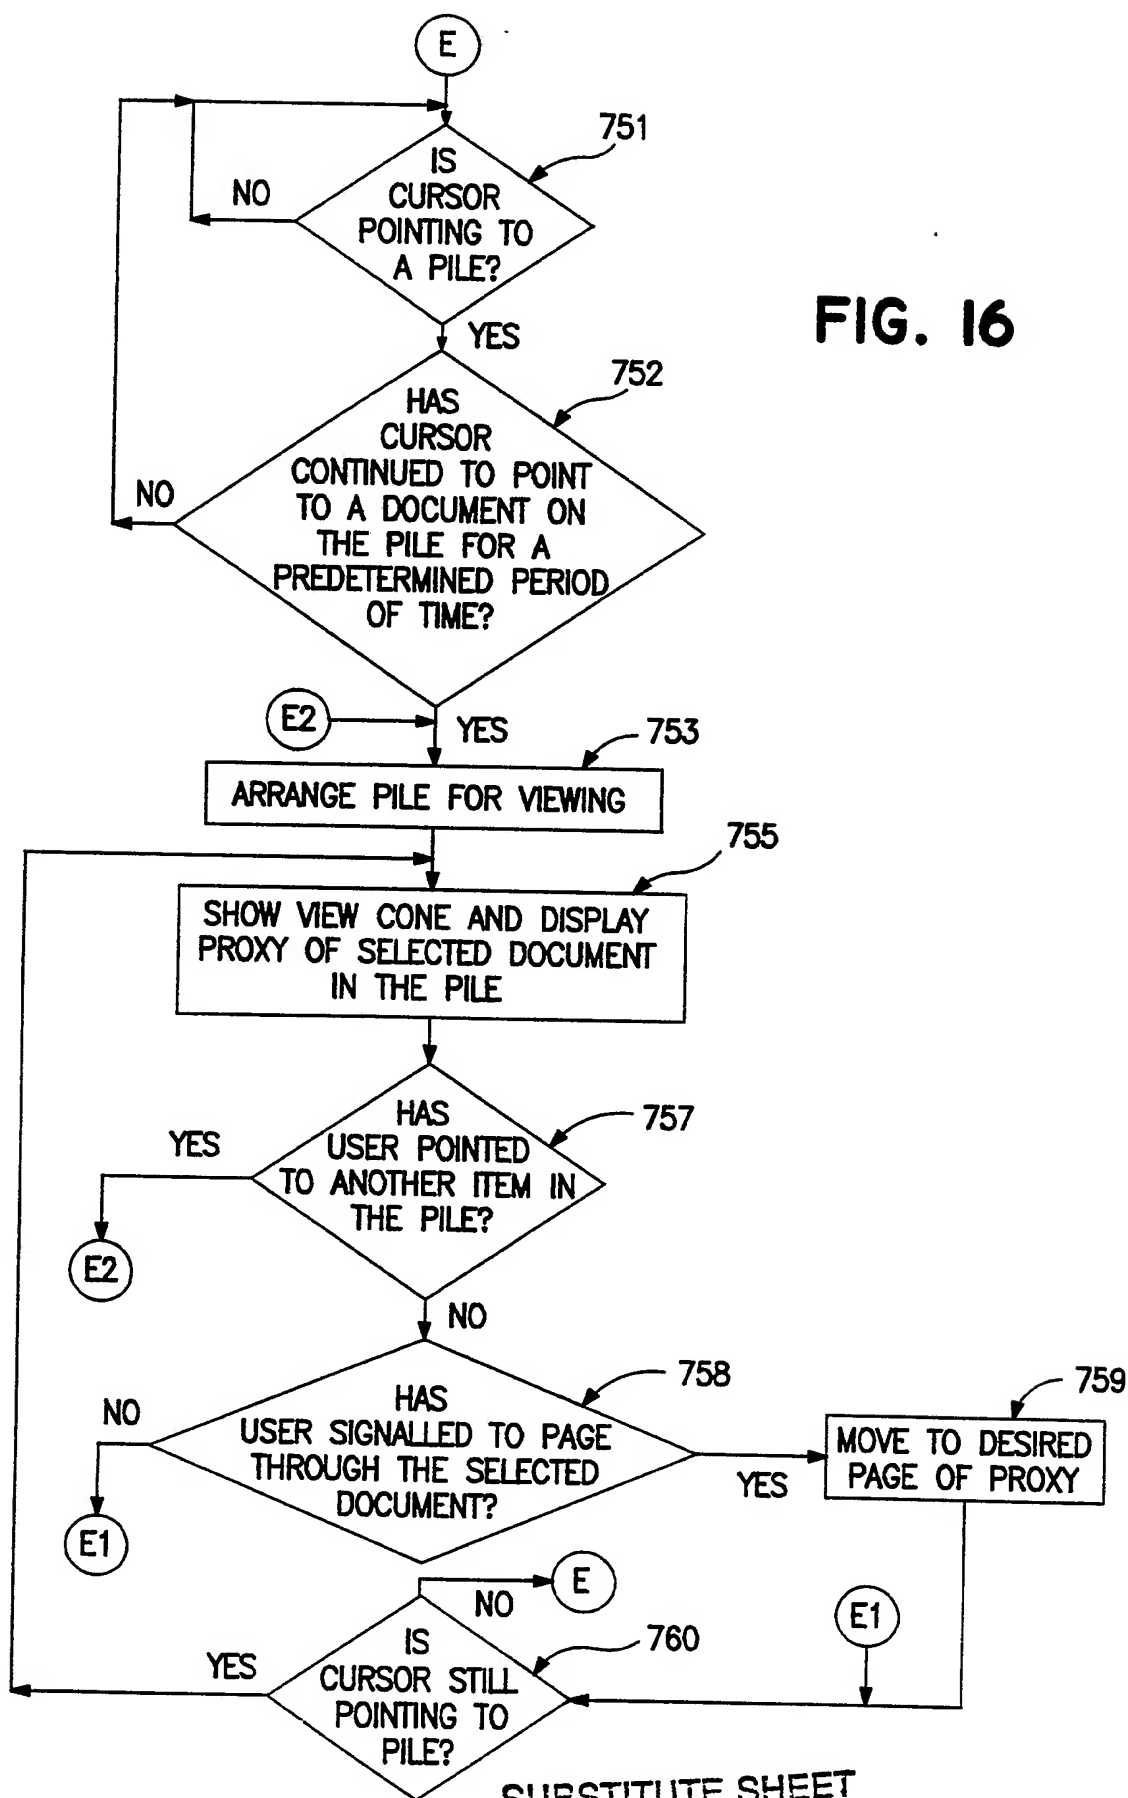 E
751
IS
CURSOR
POINTING TO
A PILE?
NO
FIG. 16
YES
752
HAS
CURSOR
CONTINUED TO POINT
TO A DOCUMENT ON
THE PILE FOR A
PREDETERMINED PERIOD
OF TIME?
NO
E2
YES
753
ARRANGE PILE FOR VIEWING
755
SHOW VIEW CONE AND DISPLAY
PROXY OF SELECTED DOCUMENT
IN THE PILE
757
HAS
USER POINTED
TO ANOTHER ITEM IN
THE PILE?
YES
E2
NO
758
HAS
USER SIGNALLED TO PAGE
THROUGH THE SELECTED
DOCUMENT?
NO
E1
YES
759
MOVE TO DESIRED
PAGE OF PROXY
E
NO
E1
760
IS
CURSOR STILL
POINTING TO
PILE?
YES
SUBSTITUTE SHEET